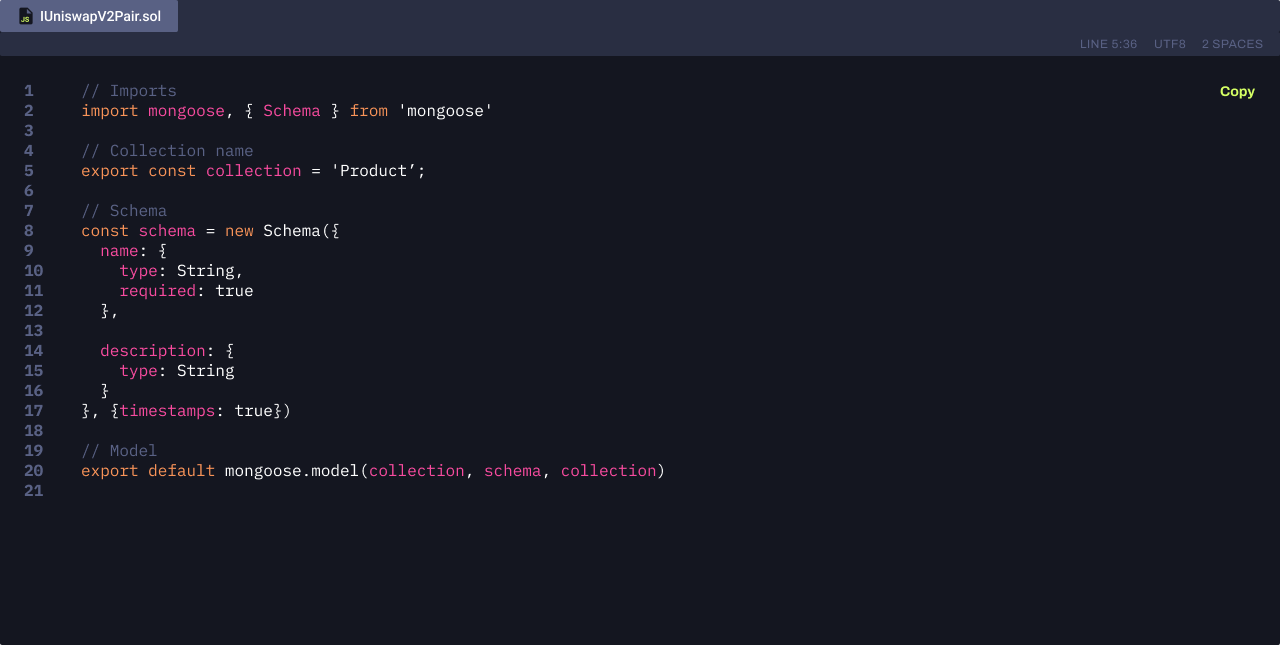 JS IUniswapV2Pair.sol
LINE 5:36 UTF8 2 SPACES
Copy
1 // Imports
2 import mongoose, { Schema } from 'mongoose'
3
4 // Collection name
5 export const collection = 'Product’;
6
7 // Schema
8 const schema = new Schema({
9   name: {
10     type: String,
11     required: true
12   },
13
14   description: {
15     type: String
16   }
17 }, {timestamps: true})
18
19 // Model
20 export default mongoose.model(collection, schema, collection)
21